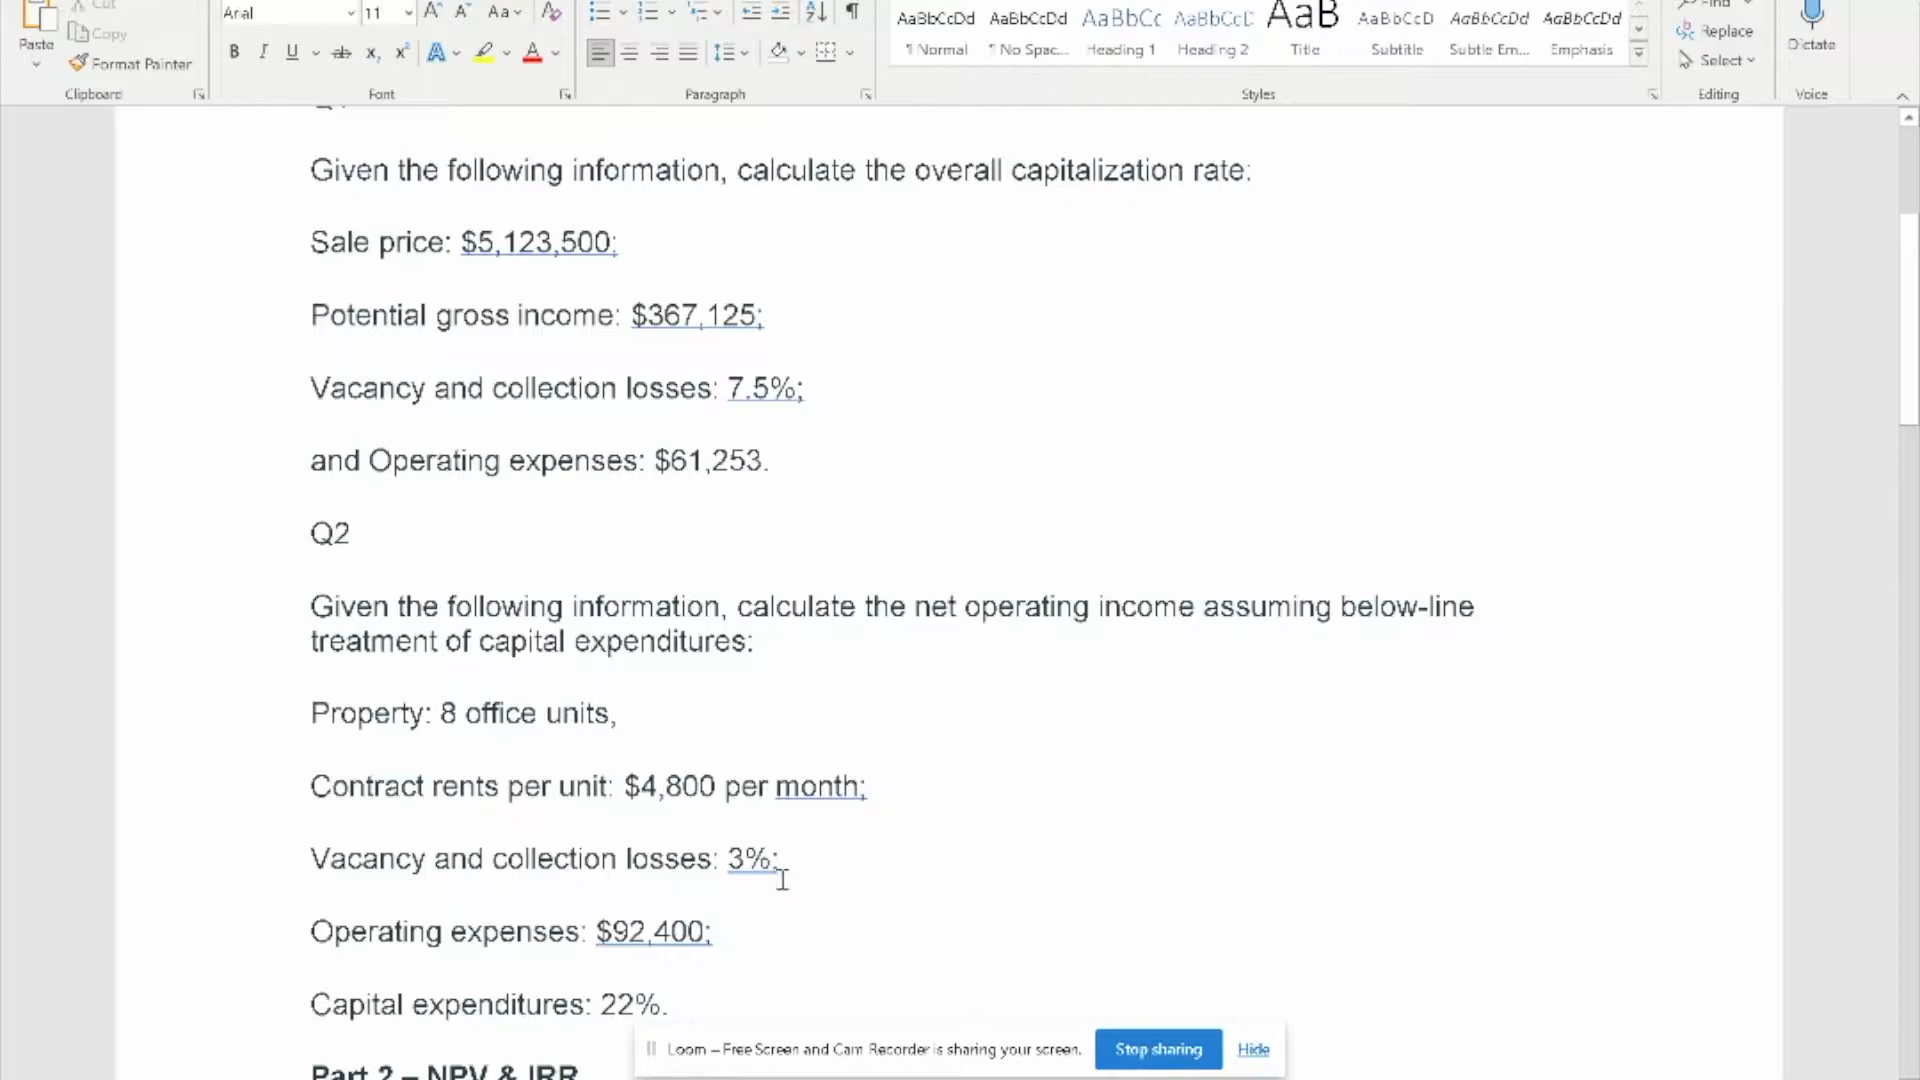 Cut
Arial
11
Aa
AaBbCcDd
AaBbCcDd
AaBbCc
AaBbCcD
AaB
AaBbCcD
AaBbCcDd
AaBbCcDd
Find
Paste
Copy
Replace
Dictate
Format Painter
B I U ab x₂ x² A A
¶ Normal
¶ No Spac...
Heading 1
Heading 2
Title
Subtitle
Subtle Em...
Emphasis
Select
Clipboard
Font
Paragraph
Styles
Editing
Voice
Given the following information, calculate the overall capitalization rate:
Sale price: $5,123,500;
Potential gross income: $367,125;
Vacancy and collection losses: 7.5%;
and Operating expenses: $61,253.
Q2
Given the following information, calculate the net operating income assuming below-line
treatment of capital expenditures:
Property: 8 office units,
Contract rents per unit: $4,800 per month;
Vacancy and collection losses: 3%;
Operating expenses: $92,400;
Capital expenditures: 22%.
Loom – Free Screen and Cam Recorder is sharing your screen.
Stop sharing
Hide
Part 2 – NPV & IRR